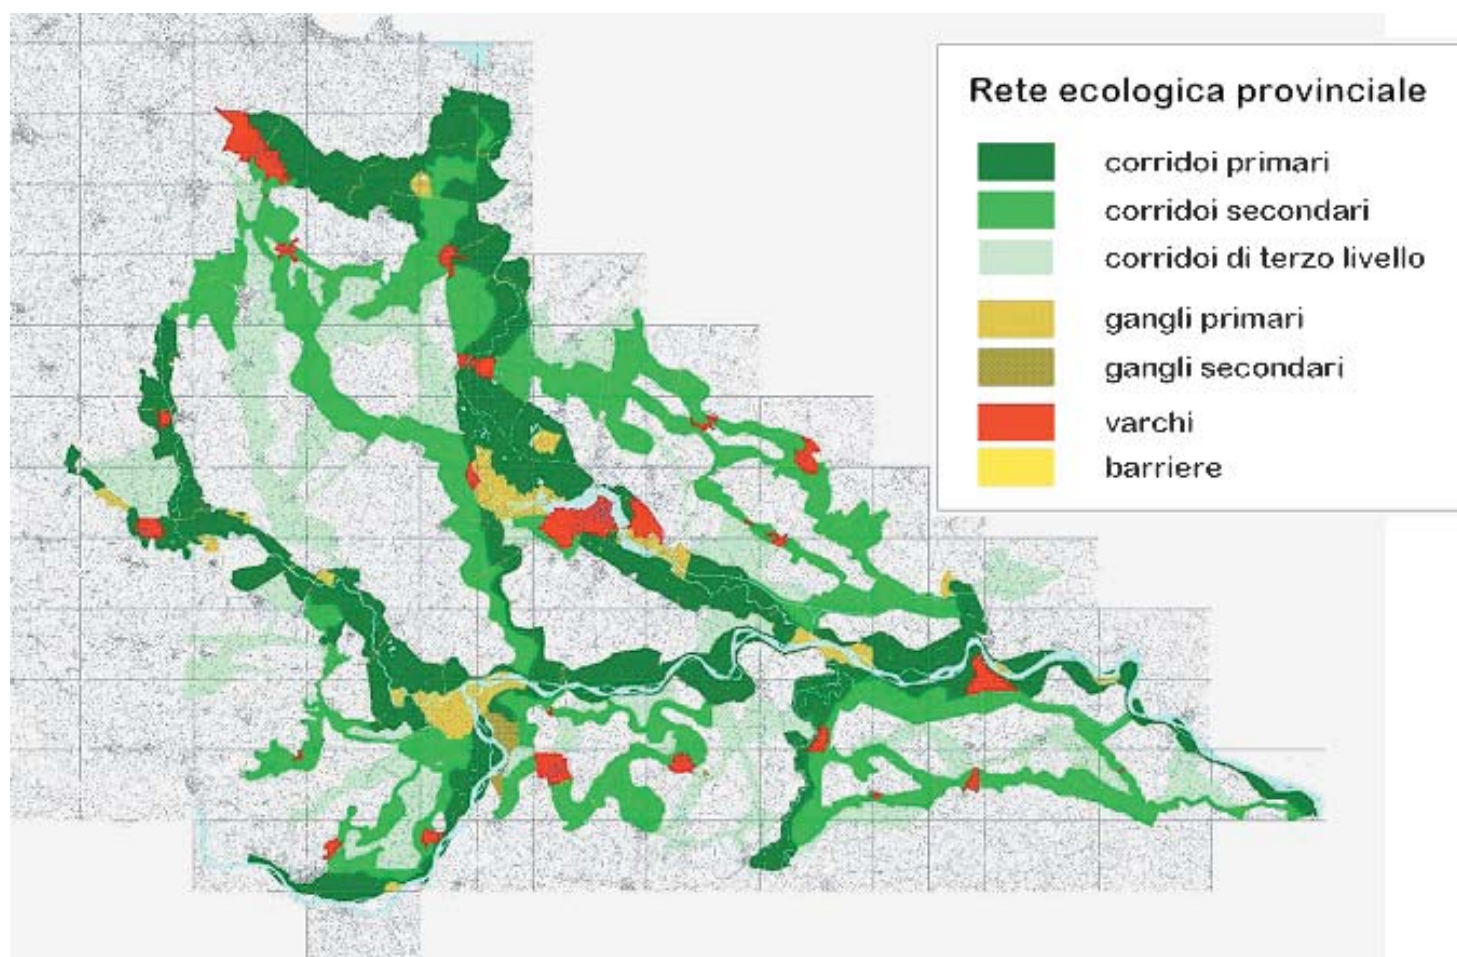 Rete ecologica provinciale
corridoi primari
corridoi secondari
corridoi di terzo livello
gangli primari
gangli secondari
varchi
barriere